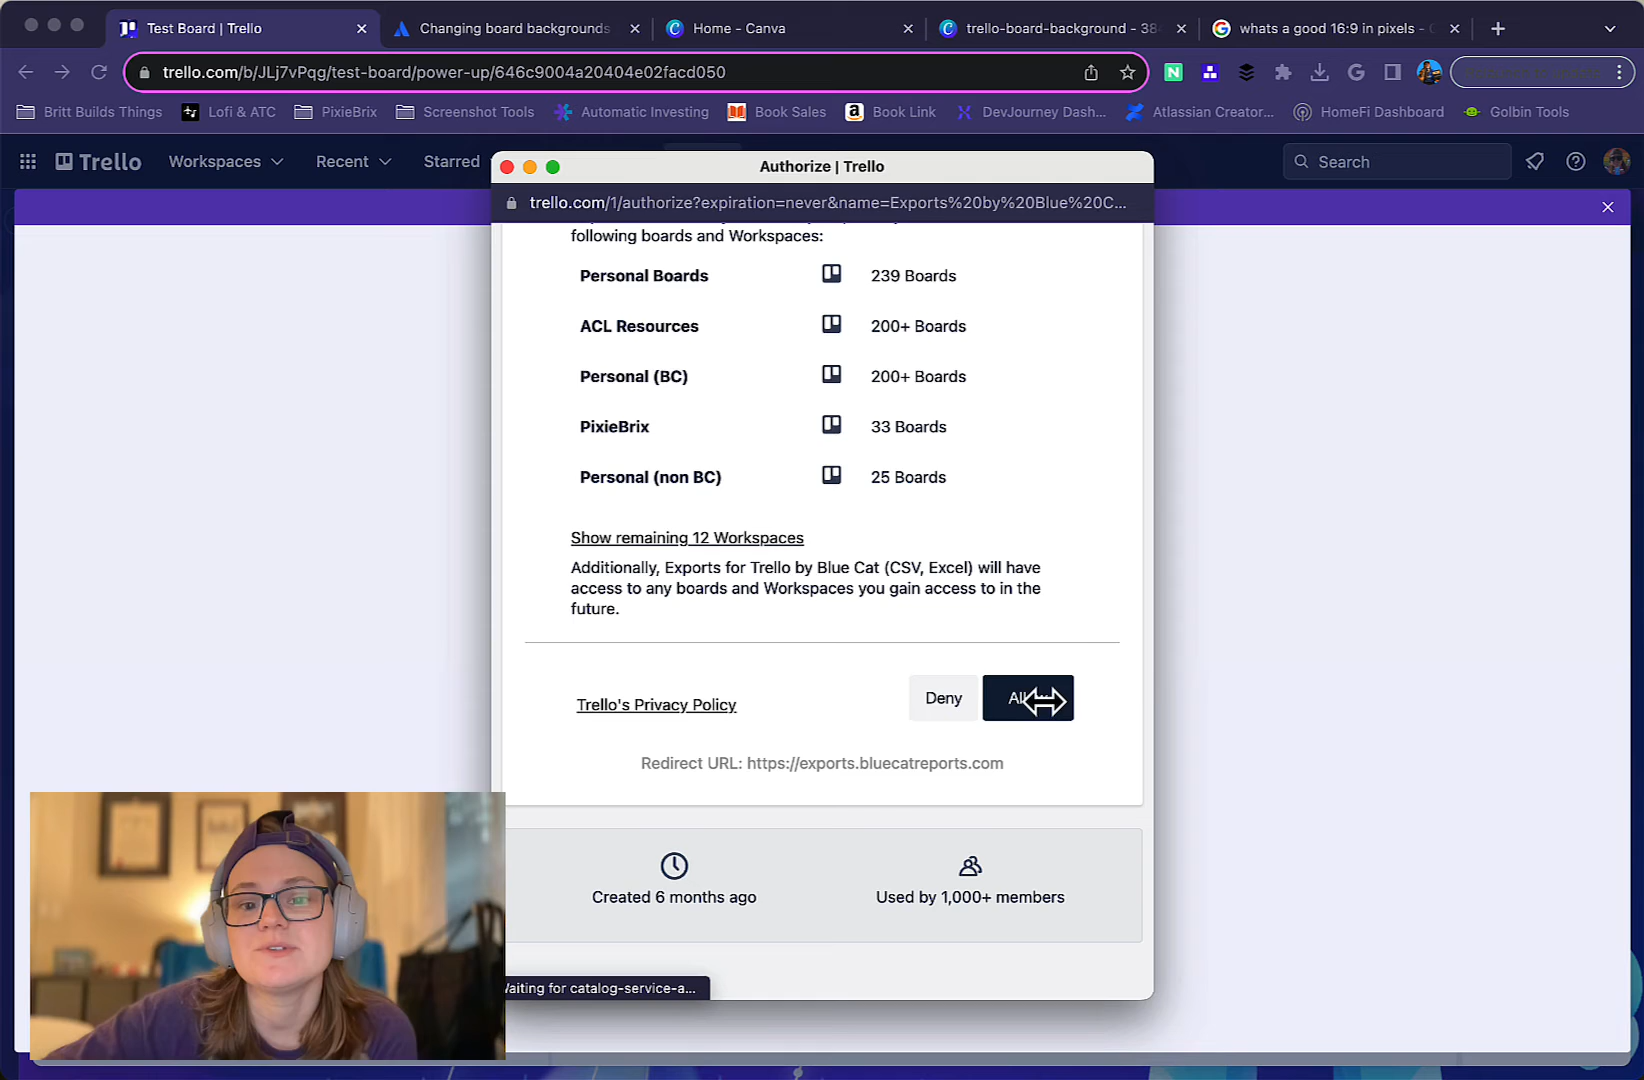 Test Board | Trello
Changing board backgrounds
Home - Canva
trello-board-background - 38
whats a good 16:9 in pixels -
trello.com/b/JLj7vPqg/test-board/power-up/646c9004a20404e02facd050
Britt Builds Things
Lofi & ATC
PixieBrix
Screenshot Tools
Automatic Investing
Book Sales
Book Link
DevJourney Dash...
Atlassian Creator...
HomeFi Dashboard
Golbin Tools
Trello
Workspaces
Recent
Starred
Search
Authorize | Trello
trello.com/1/authorize?expiration=never&name=Exports%20by%20Blue%20C...
following boards and Workspaces:
Personal Boards 239 Boards
ACL Resources 200+ Boards
Personal (BC) 200+ Boards
PixieBrix 33 Boards
Personal (non BC) 25 Boards
Show remaining 12 Workspaces
Additionally, Exports for Trello by Blue Cat (CSV, Excel) will have
access to any boards and Workspaces you gain access to in the
future.
Trello's Privacy Policy
Deny
Redirect URL: https://exports.bluecatreports.com
Created 6 months ago
Used by 1,000+ members
Waiting for catalog-service-a...